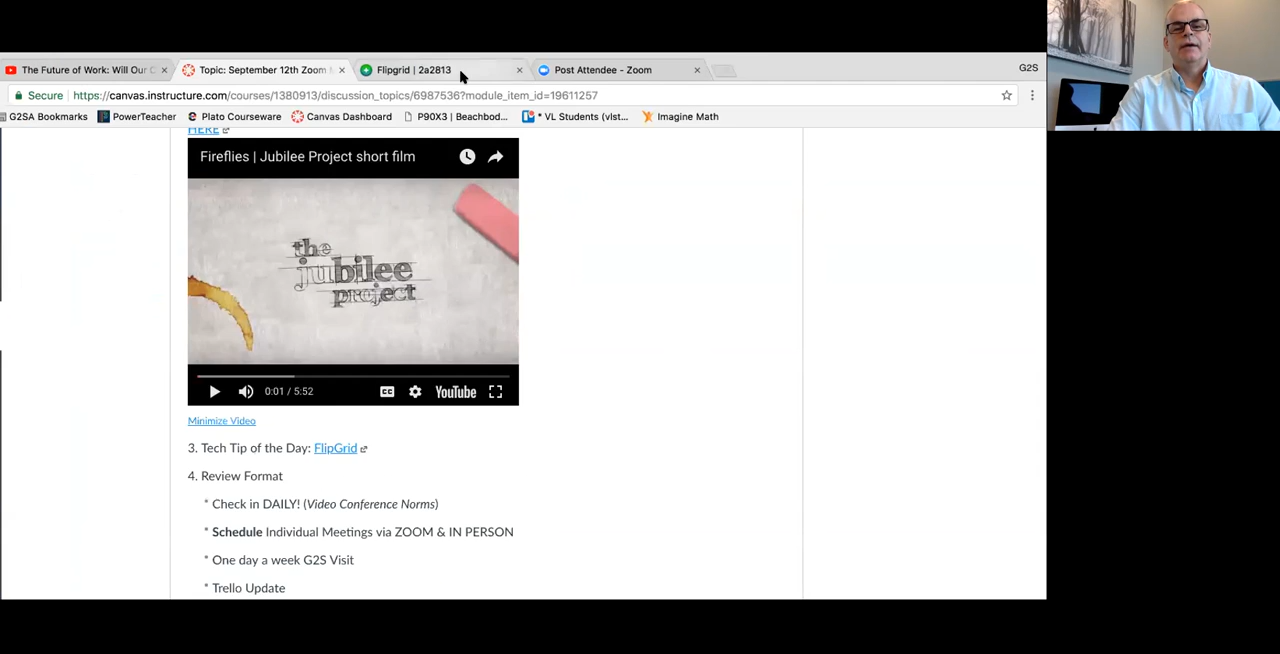 The Future of Work: Will Our C
Topic: September 12th Zoom M
Flipgrid | 2a2813
Post Attendee - Zoom
G2S
Secure
https://canvas.instructure.com/courses/1380913/discussion_topics/6987536?module_item_id=19611257
G2SA Bookmarks
PowerTeacher
Plato Courseware
Canvas Dashboard
P90X3 | Beachbod...
* VL Students (vlst...
Imagine Math
HERE
Fireflies | Jubilee Project short film
the
jubilee
project
0:01 / 5:52
CC
YouTube
Minimize Video
3. Tech Tip of the Day: FlipGrid
4. Review Format
* Check in DAILY! (Video Conference Norms)
* Schedule Individual Meetings via ZOOM & IN PERSON
* One day a week G2S Visit
* Trello Update